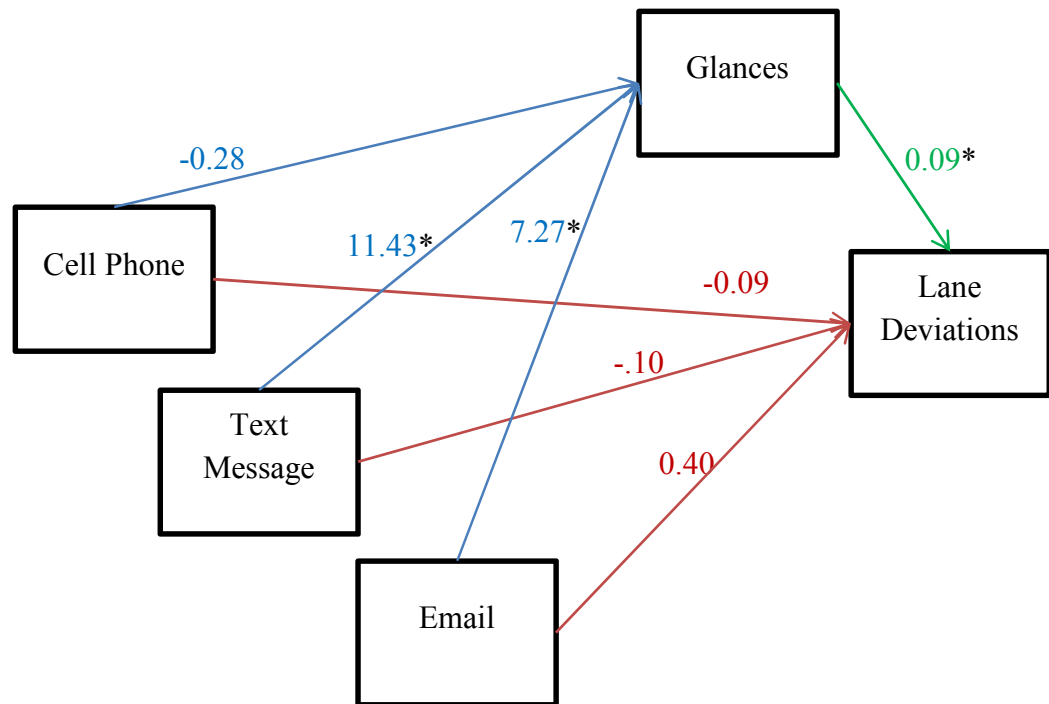 Glances
-0.28
0.09*
11.43*
7.27*
Cell Phone
-0.09
Lane
Deviations
-.10
Text
Message
0.40
Email